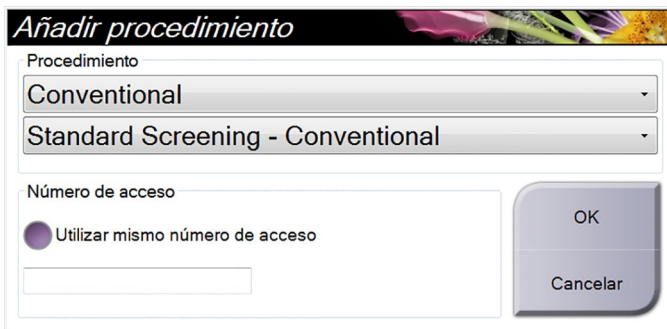 Añadir procedimiento
Procedimiento
Conventional
Standard Screening - Conventional
Número de acceso
Utilizar mismo número de acceso
OK
Cancelar